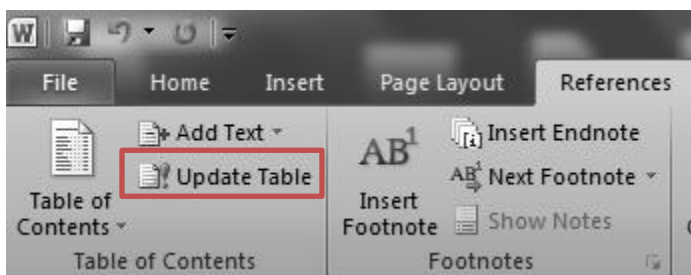 W
File Home Insert Page Layout References
Add Text
Update Table
Table of
Contents
Table of Contents
AB¹
Insert
Footnote
[i] Insert Endnote
AB¹ Next Footnote
Show Notes
Footnotes